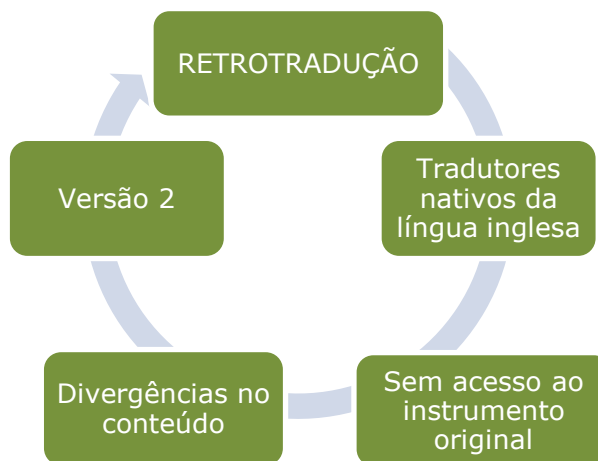 RETROTRADUÇÃO
Tradutores
nativos da
língua inglesa
Sem acesso ao
instrumento
original
Divergências no
conteúdo
Versão 2